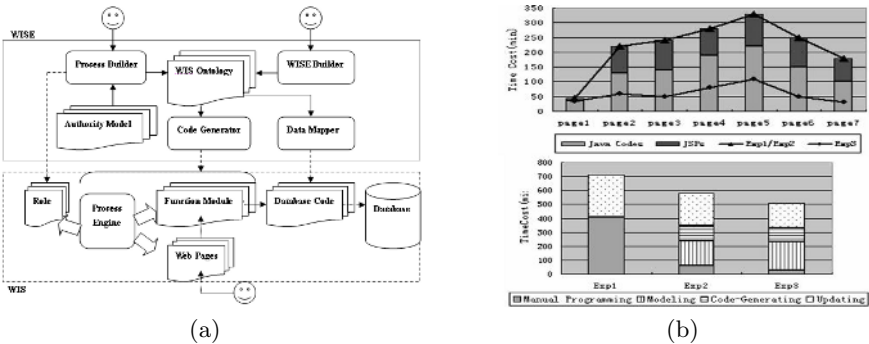 WISE
Process Builder
WIS Ontology
WISE Builder
Authority Model
Code Generator
Data Mapper
Role
Process
Engine
Function Module
Database Code
Database
Web Pages
WIS
(a)
Time Cost(min)
350
300
250
200
150
100
50
0
page1 page2 page3 page4 page5 page6 page7
Java Codes JSPs Exp1/Exp2 Exp3
TimeCost(mi
800
700
600
500
400
300
200
100
0
Exp1 Exp2 Exp3
Manual Programming Modeling Code-Generating Updating
(b)